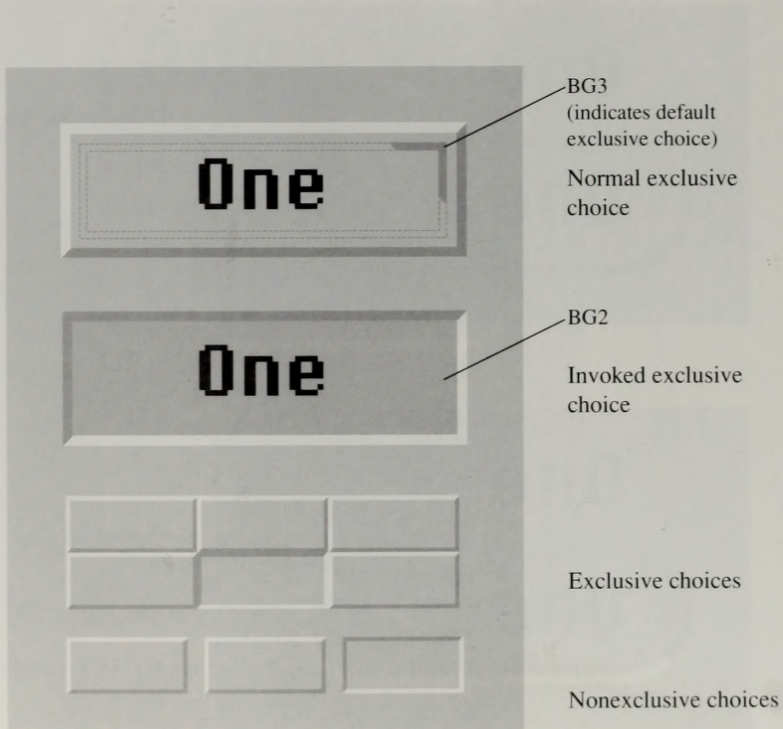 BG3
(indicates default
exclusive choice)
One
Normal exclusive
choice
BG2
One
Invoked exclusive
choice
Exclusive choices
Nonexclusive choices